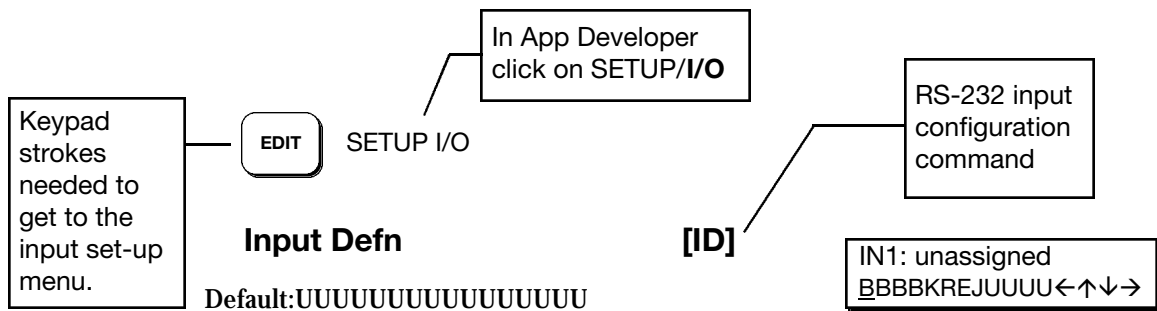 In App Developer
click on SETUP/I/O
Keypad
strokes
needed to
get to the
input set-up
menu.
EDIT
SETUP I/O
RS-232 input
configuration
command
Input Defn
[ID]
Default:UUUUUUUUUUUUUUUU
IN1: unassigned
BBBBKREJUUUU←↑↓→